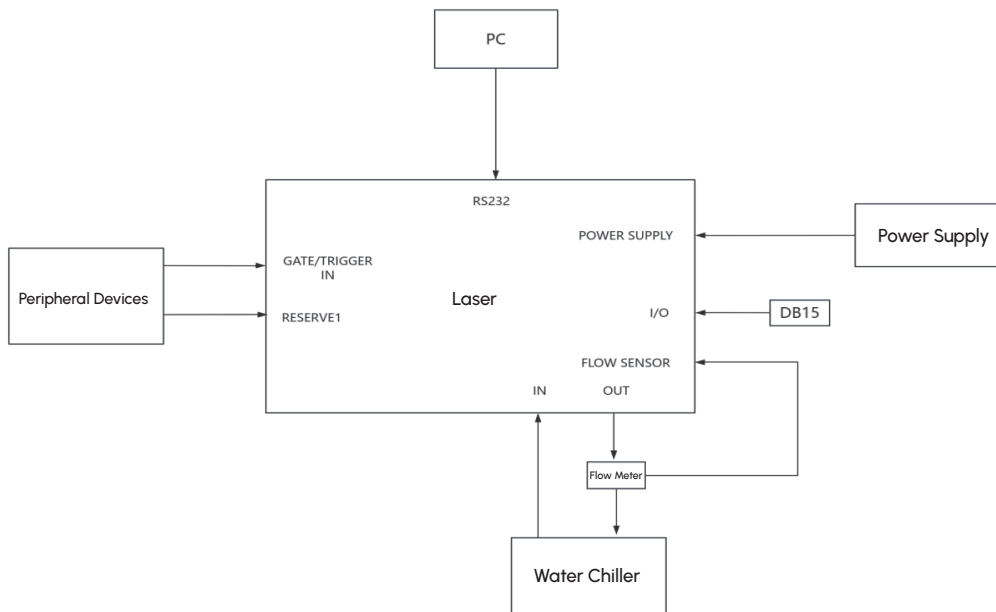 PC
RS232
POWER SUPPLY
Power Supply
GATE/TRIGGER
IN
Peripheral Devices
Laser
RESERVE1
I/O
DB15
FLOW SENSOR
IN
OUT
Flow Meter
Water Chiller